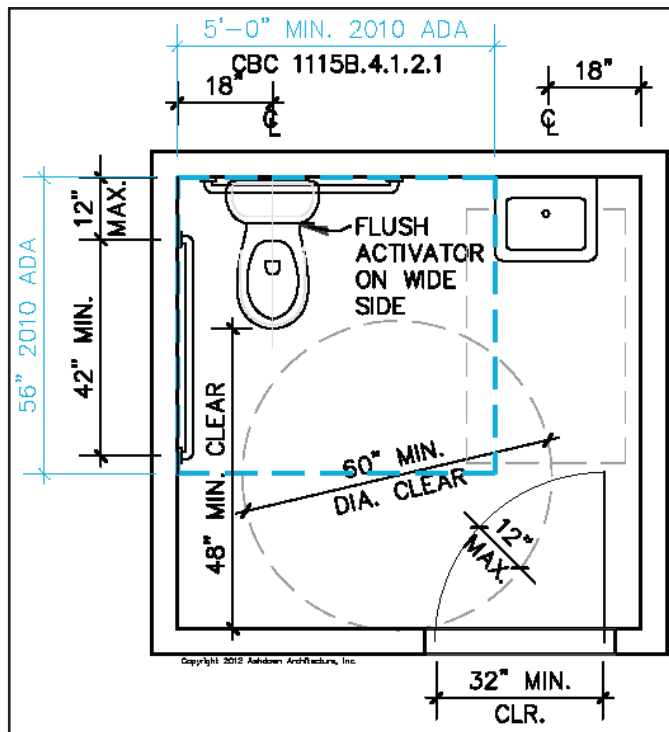 5'-0" MIN. 2010 ADA
CBC 1115B.4.1.2.1
18"
18"
℄
℄
12"
MAX.
42" MIN.
56" 2010 ADA
FLUSH
ACTIVATOR
ON WIDE
SIDE
48" MIN. CLEAR
60" MIN.
DIA. CLEAR
12"
MAX.
Copyright 2012 Ashdown Architecture, Inc.
32" MIN.
CLR.